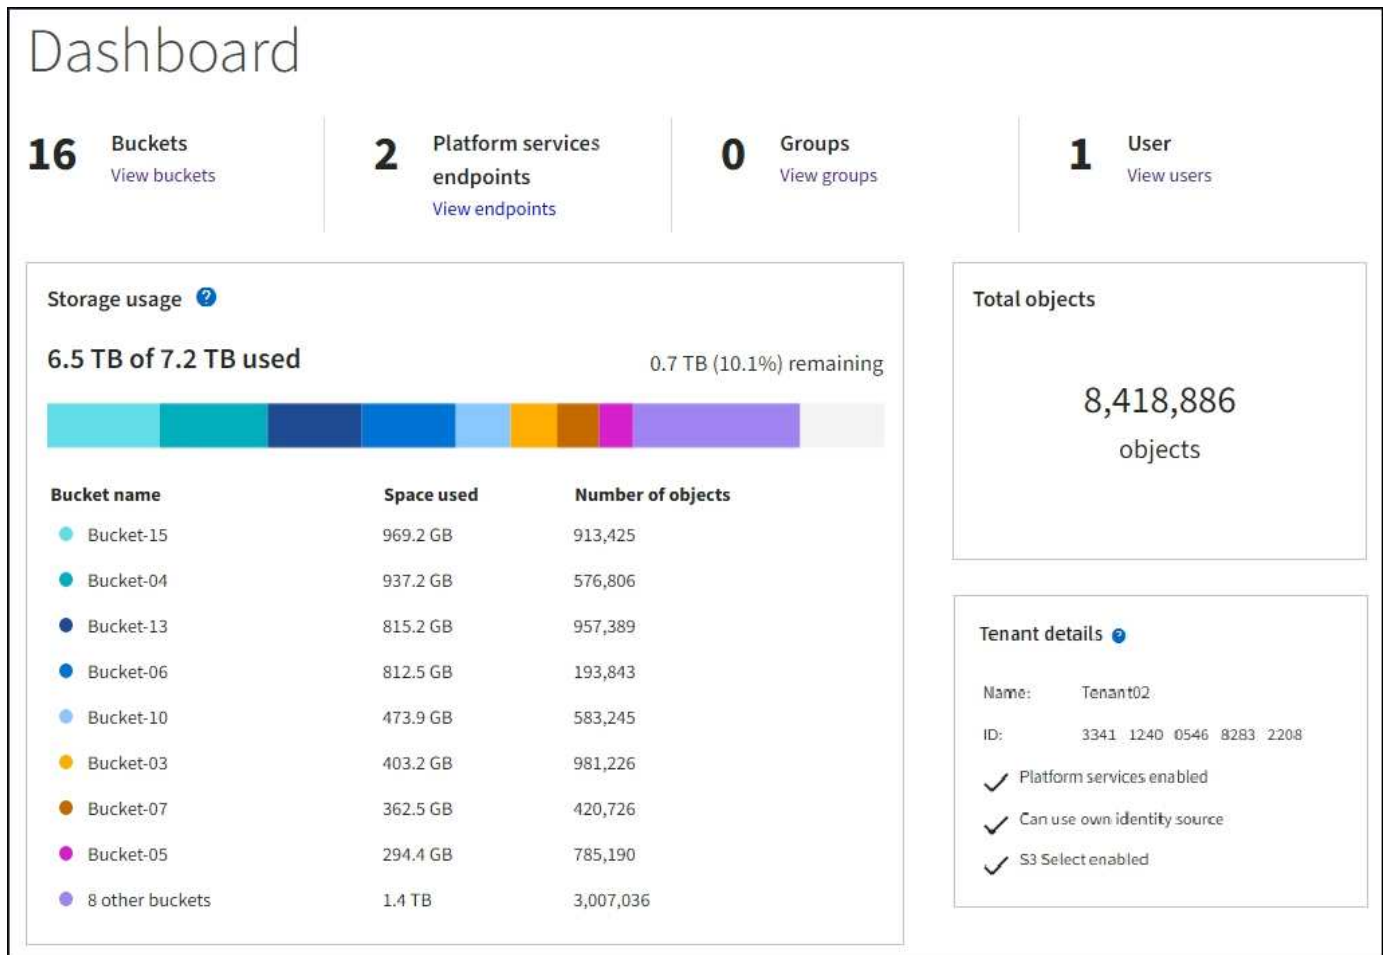 Dashboard
16 Buckets
View buckets
2 Platform services
endpoints
View endpoints
0 Groups
View groups
1 User
View users
Storage usage ?
6.5 TB of 7.2 TB used
0.7 TB (10.1%) remaining
Bucket name Space used Number of objects
Bucket-15 969.2 GB 913,425
Bucket-04 937.2 GB 576,806
Bucket-13 815.2 GB 957,389
Bucket-06 812.5 GB 193,843
Bucket-10 473.9 GB 583,245
Bucket-03 403.2 GB 981,226
Bucket-07 362.5 GB 420,726
Bucket-05 294.4 GB 785,190
8 other buckets 1.4 TB 3,007,036
Total objects
8,418,886
objects
Tenant details ?
Name: Tenant02
ID: 3341 1240 0546 8283 2208
Platform services enabled
Can use own identity source
S3 Select enabled